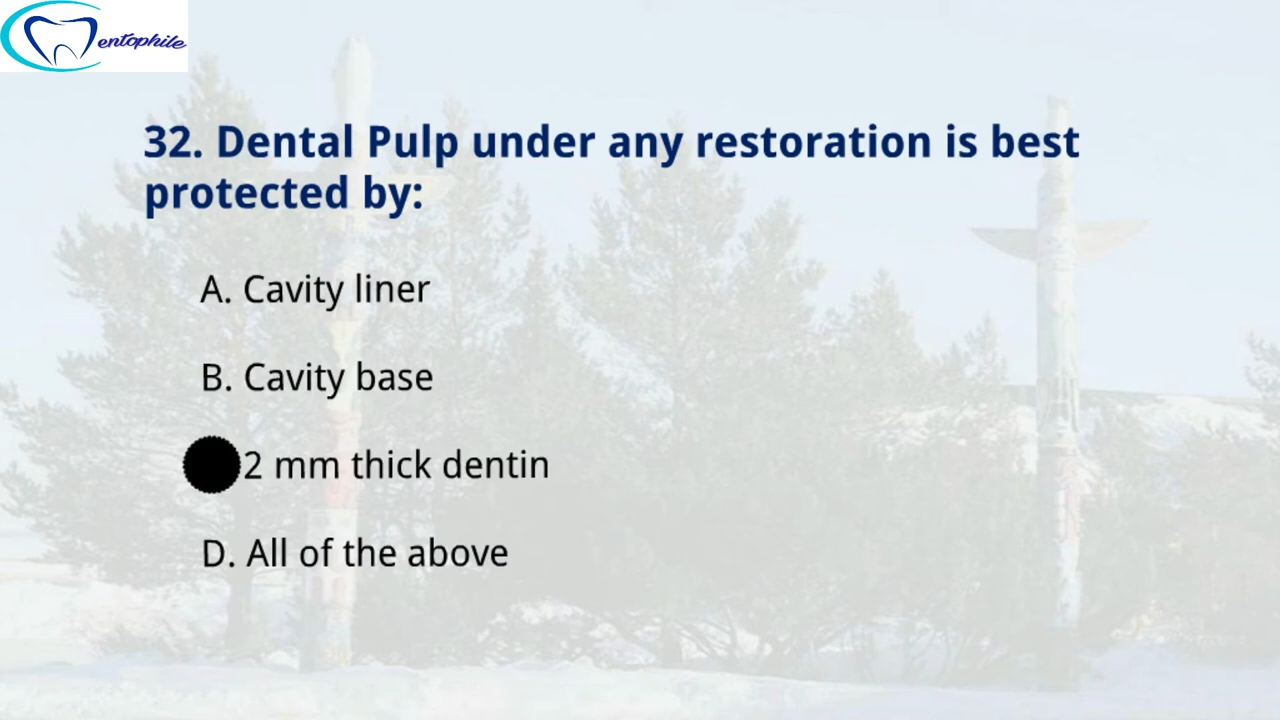 entophile
32. Dental Pulp under any restoration is best
protected by:
A. Cavity liner
B. Cavity base
2 mm thick dentin
D. All of the above